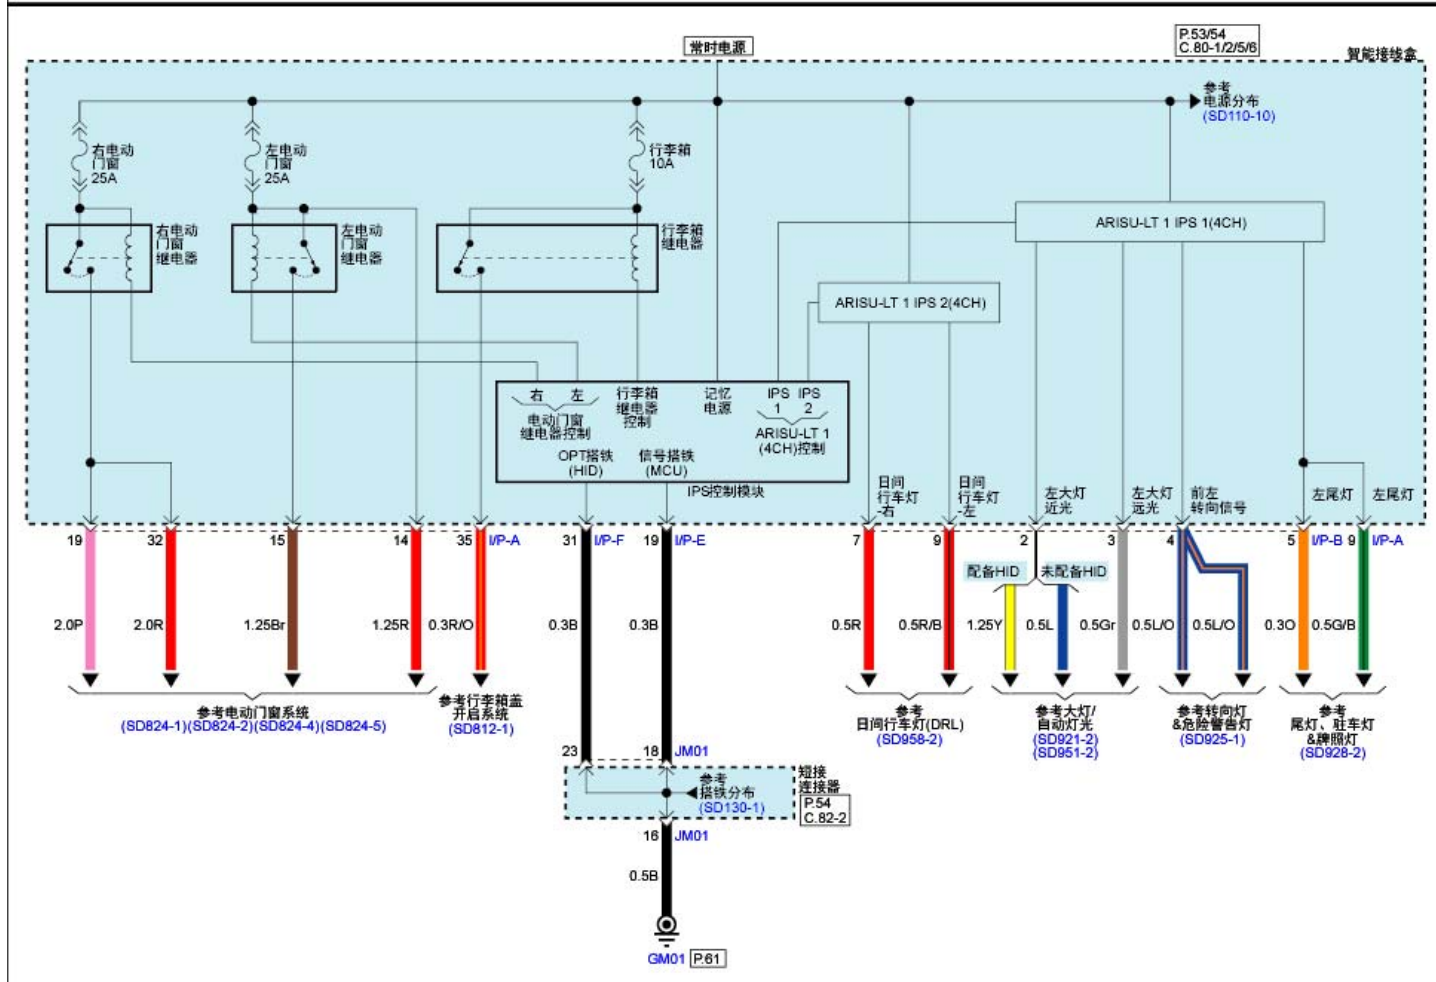 常时电源
P.53/54
C.80-1/2/5/6
智能接线盒
参考
电源分布
(SD110-10)
右电动
门窗
25A
左电动
门窗
25A
行李箱
10A
右电动
门窗
继电器
左电动
门窗
继电器
行李箱
继电器
ARISU-LT 1 IPS 1(4CH)
ARISU-LT 1 IPS 2(4CH)
右 左
电动门窗
继电器控制
行李箱
继电器
控制
记忆
电源
IPS IPS
1 2
ARISU-LT 1
(4CH)控制
OPT搭铁
(HID)
信号搭铁
(MCU)
IPS控制模块
日间
行车灯
-右
日间
行车灯
-左
左大灯
近光
左大灯
远光
前左
转向信号
左尾灯
左尾灯
19 32 15 14 35 I/P-A 31 I/P-F 19 I/P-E 7 9 2 3 4 5 I/P-B 9 I/P-A
配备HID 未配备HID
2.0P 2.0R 1.25Br 1.25R 0.3R/O 0.3B 0.3B 0.5R 0.5R/B 1.25Y 0.5L 0.5Gr 0.5L/O 0.5L/O 0.3O 0.5G/B
参考电动门窗系统
(SD824-1)(SD824-2)(SD824-4)(SD824-5)
参考行李箱盖
开启系统
(SD812-1)
参考
日间行车灯(DRL)
(SD958-2)
参考大灯/
自动灯光
(SD921-2)
(SD951-2)
参考转向灯
&危险警告灯
(SD925-1)
参考
尾灯、驻车灯
&牌照灯
(SD928-2)
23 18 JM01
参考
搭铁分布
(SD130-1)
短接
连接器
P.54
C.82-2
16 JM01
0.5B
GM01 P.61